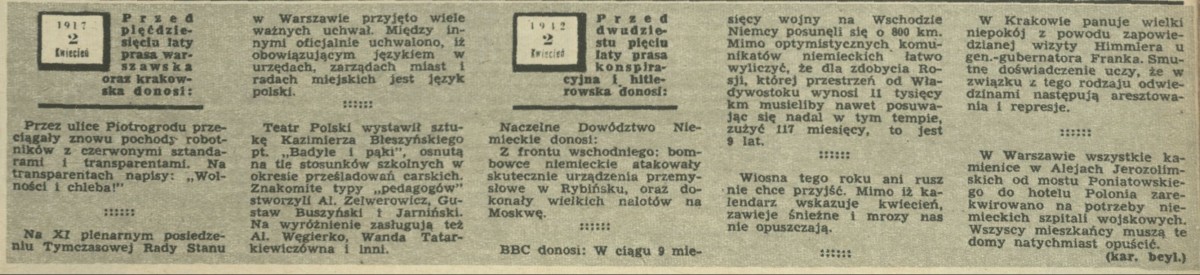 1917
2
Kwiecień
Przed
pięćdzie-
sięciu laty
prasa war-
szawska
oraz krakow-
ska donosi:
Przez ulice Piotrogrodu prze-
ciągały znowu pochody robot-
ników z czerwonymi sztanda-
rami i transparentami. Na
transparentach napisy: „Wol-
ności i chleba!"
Na XI plenarnym posiedze-
niu Tymczasowej Rady Stanu
w Warszawie przyjęto wiele
ważnych uchwał. Między in-
nymi oficjalnie uchwalono, iż
obowiązującym językiem w
urzędach, zarządach miast i
radach miejskich jest język
polski.
Teatr Polski wystawił sztu-
kę Kazimierza Bleszyńskiego
pt. „Badyle i pąki", osnutą
na tle stosunków szkolnych w
okresie prześladowań carskich.
Znakomite typy „pedagogów"
stworzyli Al. Zelwerowicz, Gu-
staw Buszyński i Jarniński.
Na wyróżnienie zasługują też
Al. Węgierko, Wanda Tatar-
kiewiczówna i inni.
1942
2
Kwiecień
Przed
dwudzie-
stu pięciu
laty prasa
konspira-
cyjna i hitle-
rowska donosi:
Naczelne Dowództwo Nie-
mieckie donosi:
Z frontu wschodniego: bom-
bowce niemieckie atakowały
skutecznie urządzenia przemy-
słowe w Rybińsku, oraz do-
konały wielkich nalotów na
Moskwę.
BBC donosi: W ciągu 9 mie-
sięcy wojny na Wschodzie
Niemcy posunęli się o 800 km.
Mimo optymistycznych komu-
nikatów niemieckich łatwo
wyliczyć, że dla zdobycia Ro-
sji, której przestrzeń od Wła-
dywostoku wynosi 11 tysięcy
km musieliby nawet posuwa-
jąc się nadal w tym tempie,
zużyć 117 miesięcy, to jest
9 lat.
Wiosna tego roku ani rusz
nie chce przyjść. Mimo iż ka-
lendarz wskazuje kwiecień,
zawieje śnieżne i mrozy nas
nie opuszczają.
W Krakowie panuje wielki
niepokój z powodu zapowie-
dzianej wizyty Himmlera u
gen.-gubernatora Franka. Smu-
tne doświadczenie uczy, że w
związku z tego rodzaju odwie-
dzinami następują aresztowa-
nia i represje.
W Warszawie wszystkie ka-
mienice w Alejach Jerozolim-
skich od mostu Poniatowskie-
go do hotelu Polonia zare-
kwirowano na potrzeby nie-
mieckich szpitali wojskowych.
Wszyscy mieszkańcy muszą te
domy natychmiast opuścić.
(kar. beyl.)